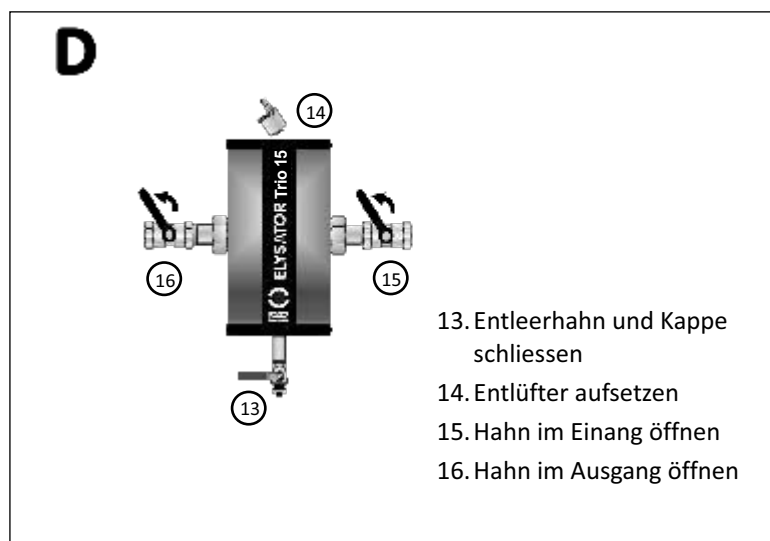 D
14
ELYSATOR Trio 15
16
15
13
13. Entleerhahn und Kappe
schliessen
14. Entlüfter aufsetzen
15. Hahn im Einang öffnen
16. Hahn im Ausgang öffnen